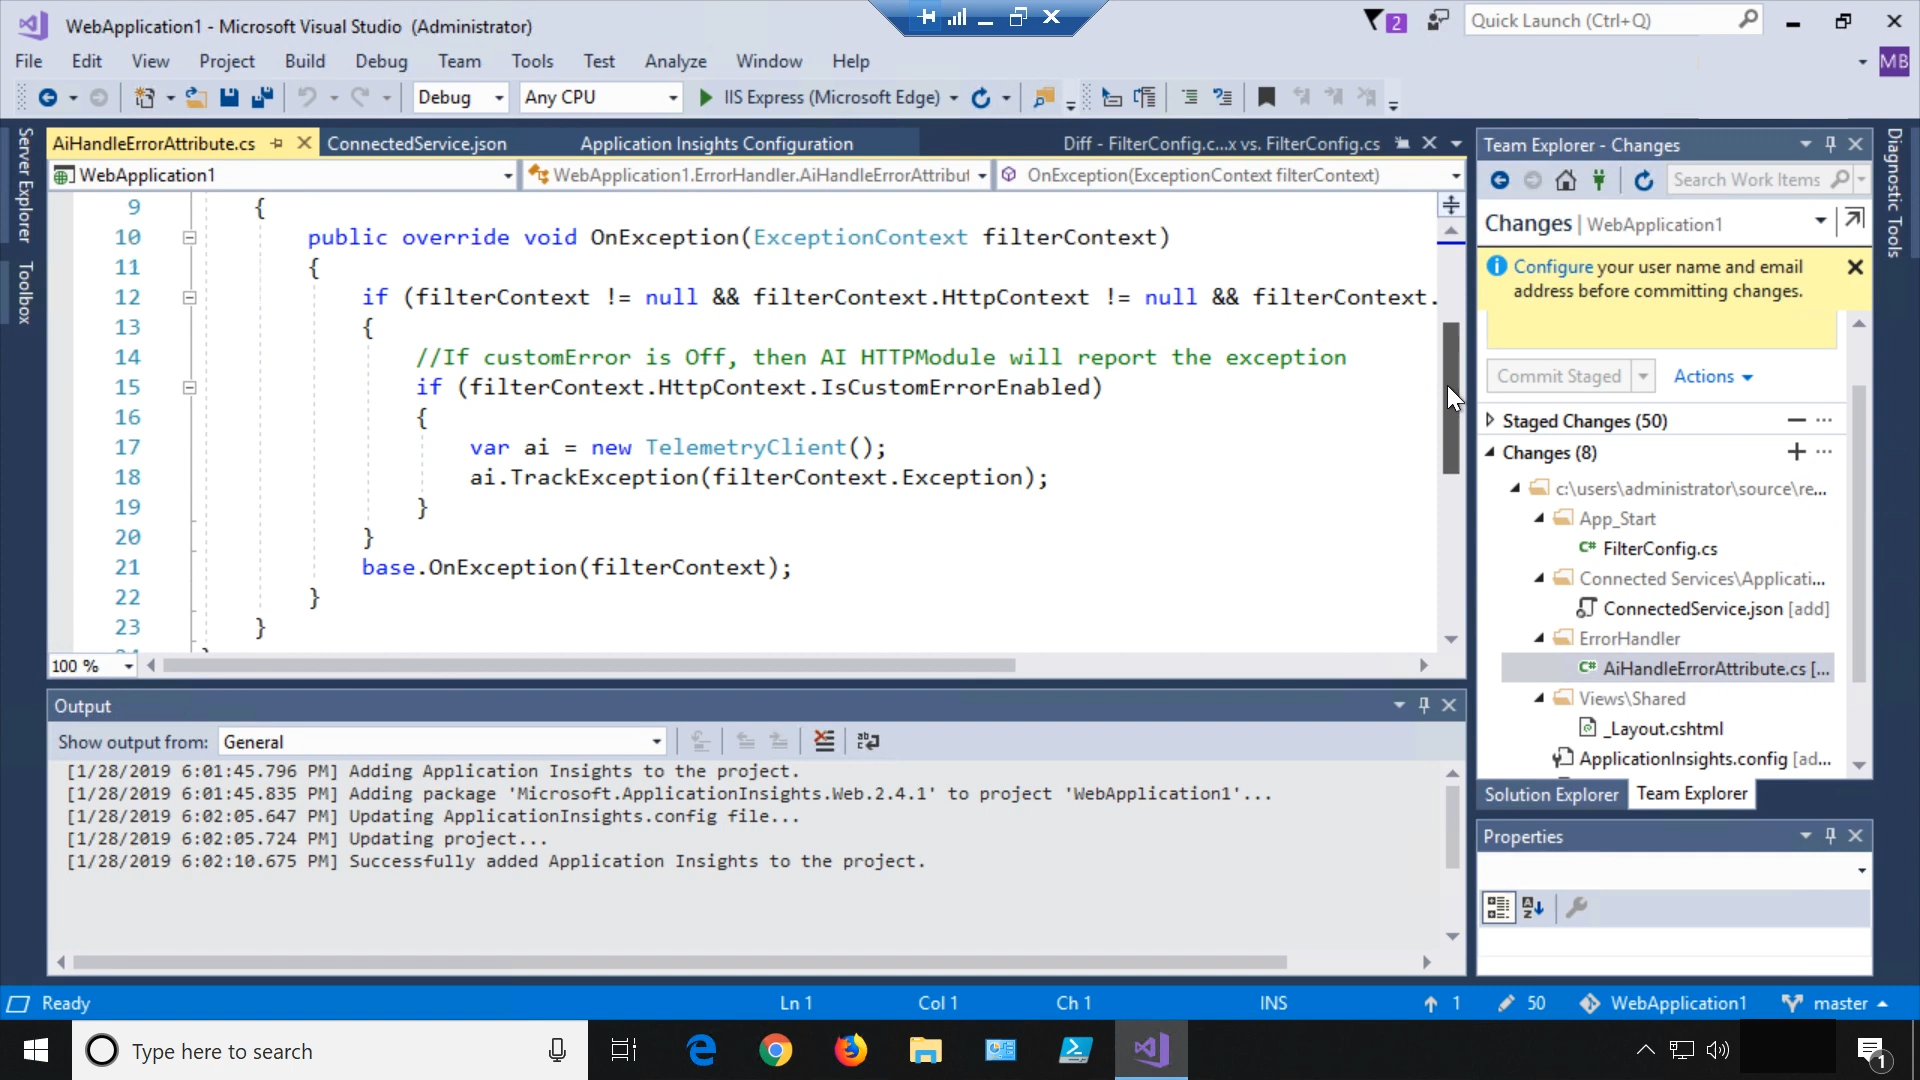 WebApplication1 - Microsoft Visual Studio (Administrator)
2
Quick Launch (Ctrl+Q)
File Edit View Project Build Debug Team Tools Test Analyze Window Help
MB
Debug Any CPU IIS Express (Microsoft Edge)
Server Explorer
Toolbox
AiHandleErrorAttribute.cs ConnectedService.json Application Insights Configuration Diff - FilterConfig.c...x vs. FilterConfig.cs
WebApplication1 WebApplication1.ErrorHandler.AiHandleErrorAttribut OnException(ExceptionContext filterContext)
9 {
10 public override void OnException(ExceptionContext filterContext)
11 {
12 if (filterContext != null && filterContext.HttpContext != null && filterContext.
13 {
14 //If customError is Off, then AI HTTPModule will report the exception
15 if (filterContext.HttpContext.IsCustomErrorEnabled)
16 {
17 var ai = new TelemetryClient();
18 ai.TrackException(filterContext.Exception);
19 }
20 }
21 base.OnException(filterContext);
22 }
23 }
100 %
Output
Show output from: General
[1/28/2019 6:01:45.796 PM] Adding Application Insights to the project.
[1/28/2019 6:01:45.835 PM] Adding package 'Microsoft.ApplicationInsights.Web.2.4.1' to project 'WebApplication1'...
[1/28/2019 6:02:05.647 PM] Updating ApplicationInsights.config file...
[1/28/2019 6:02:05.724 PM] Updating project...
[1/28/2019 6:02:10.675 PM] Successfully added Application Insights to the project.
Team Explorer - Changes
Search Work Items
Changes | WebApplication1
Configure your user name and email
address before committing changes.
Commit Staged Actions
Staged Changes (50)
Changes (8)
c:\users\administrator\source\re...
App_Start
C# FilterConfig.cs
Connected Services\Applicati...
ConnectedService.json [add]
ErrorHandler
C# AiHandleErrorAttribute.cs [...
Views\Shared
_Layout.cshtml
ApplicationInsights.config [ad...
Solution Explorer Team Explorer
Properties
Diagnostic Tools
Ready Ln 1 Col 1 Ch 1 INS 1 50 WebApplication1 master
Type here to search
1